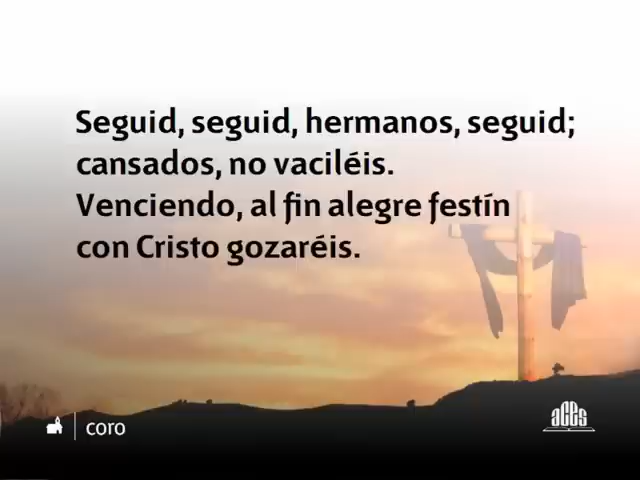 Seguid, seguid, hermanos, seguid;
cansados, no vaciléis.
Venciendo, al fin alegre festín
con Cristo gozaréis.
coro
aces